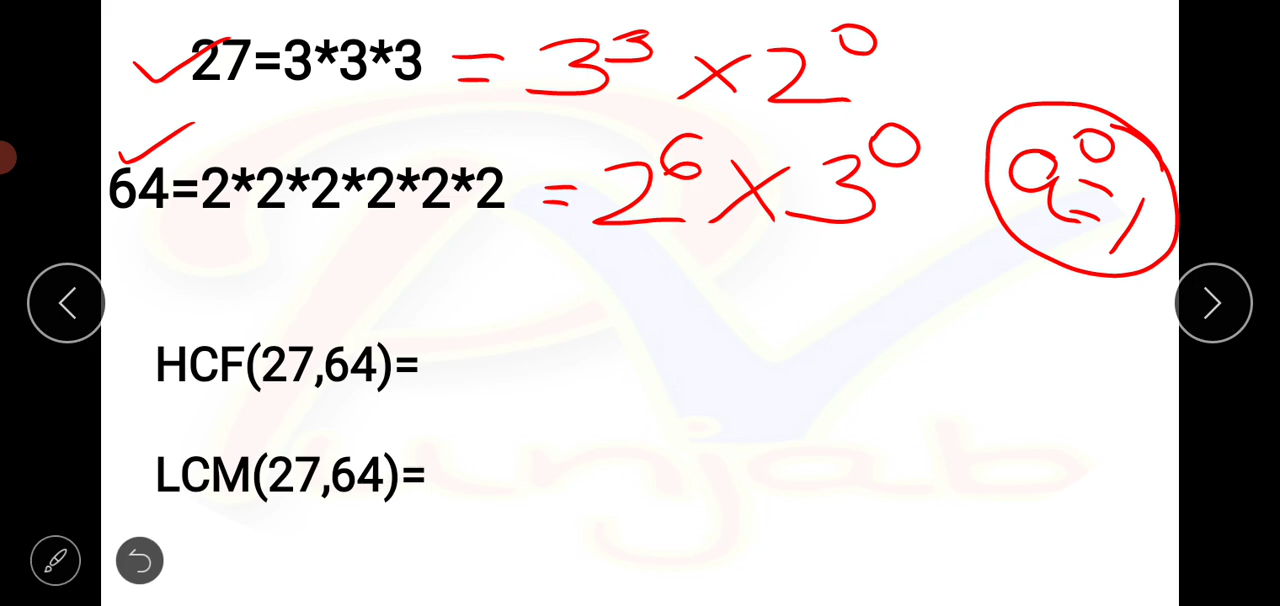 27=3*3*3 = 3³ × 2⁰
64=2*2*2*2*2*2 = 2⁶ × 3⁰
a⁰ = 1
HCF(27,64)=
LCM(27,64)=
Punjab